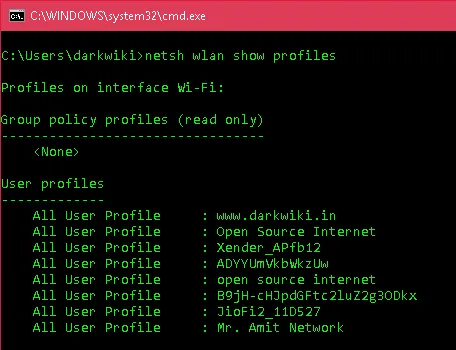 C:\WINDOWS\system32\cmd.exe
C:\Users\darkwiki>netsh wlan show profiles
Profiles on interface Wi-Fi:
Group policy profiles (read only)
---------------------------------
<None>
User profiles
-------------
All User Profile : www.darkwiki.in
All User Profile : Open Source Internet
All User Profile : Xender_APfb12
All User Profile : ADYYUmVkbWkzUw
All User Profile : open source internet
All User Profile : B9jH-cHJpdGFtc2luZ2g3ODkx
All User Profile : JioFi2_11D527
All User Profile : Mr. Amit Network